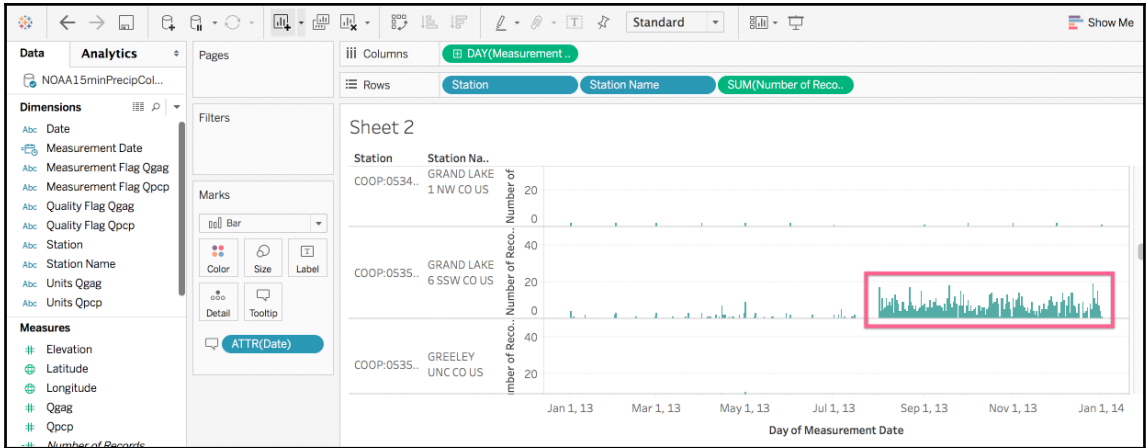 Standard
Show Me
Data
Analytics
Pages
iii Columns
DAY(Measurement ..
NOAA15minPrecipCol...
Rows
Station
Station Name
SUM(Number of Reco..
Dimensions
Filters
Abc Date
Measurement Date
Abc Measurement Flag Qgag
Abc Measurement Flag Qpcp
Abc Quality Flag Qgag
Abc Quality Flag Qpcp
Abc Station
Abc Station Name
Abc Units Qgag
Abc Units Qpcp
Measures
# Elevation
Latitude
Longitude
# Qgag
# Qpcp
Number of Records
Marks
Bar
Color
Size
T
Label
Detail
Tooltip
ATTR(Date)
Sheet 2
Station
Station Na..
COOP:0534..
GRAND LAKE
1 NW CO US
Number of
20
0
COOP:0535..
GRAND LAKE
6 SSW CO US
Number of Reco..
40
20
0
COOP:0535..
GREELEY
UNC CO US
mber of Reco..
40
20
Jan 1, 13
Mar 1, 13
May 1, 13
Jul 1, 13
Sep 1, 13
Nov 1, 13
Jan 1, 14
Day of Measurement Date